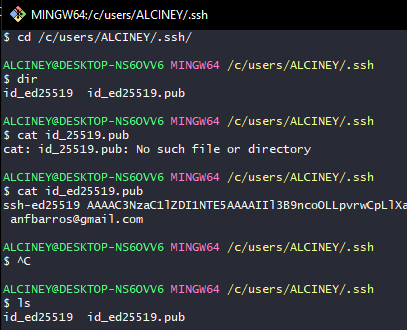 MINGW64:/c/users/ALCINEY/.ssh
$ cd /c/users/ALCINEY/.ssh/
ALCINEY@DESKTOP-NS6OVV6 MINGW64 /c/users/ALCINEY/.ssh
$ dir
id_ed25519 id_ed25519.pub
ALCINEY@DESKTOP-NS6OVV6 MINGW64 /c/users/ALCINEY/.ssh
$ cat id_25519.pub
cat: id_25519.pub: No such file or directory
ALCINEY@DESKTOP-NS6OVV6 MINGW64 /c/users/ALCINEY/.ssh
$ cat id_ed25519.pub
ssh-ed25519 AAAAC3NzaC1lZDI1NTE5AAAAIIl3B9ncoOLLpvrwCpLlXa
anfbarros@gmail.com
ALCINEY@DESKTOP-NS6OVV6 MINGW64 /c/users/ALCINEY/.ssh
$ ^C
ALCINEY@DESKTOP-NS6OVV6 MINGW64 /c/users/ALCINEY/.ssh
$ ls
id_ed25519 id_ed25519.pub